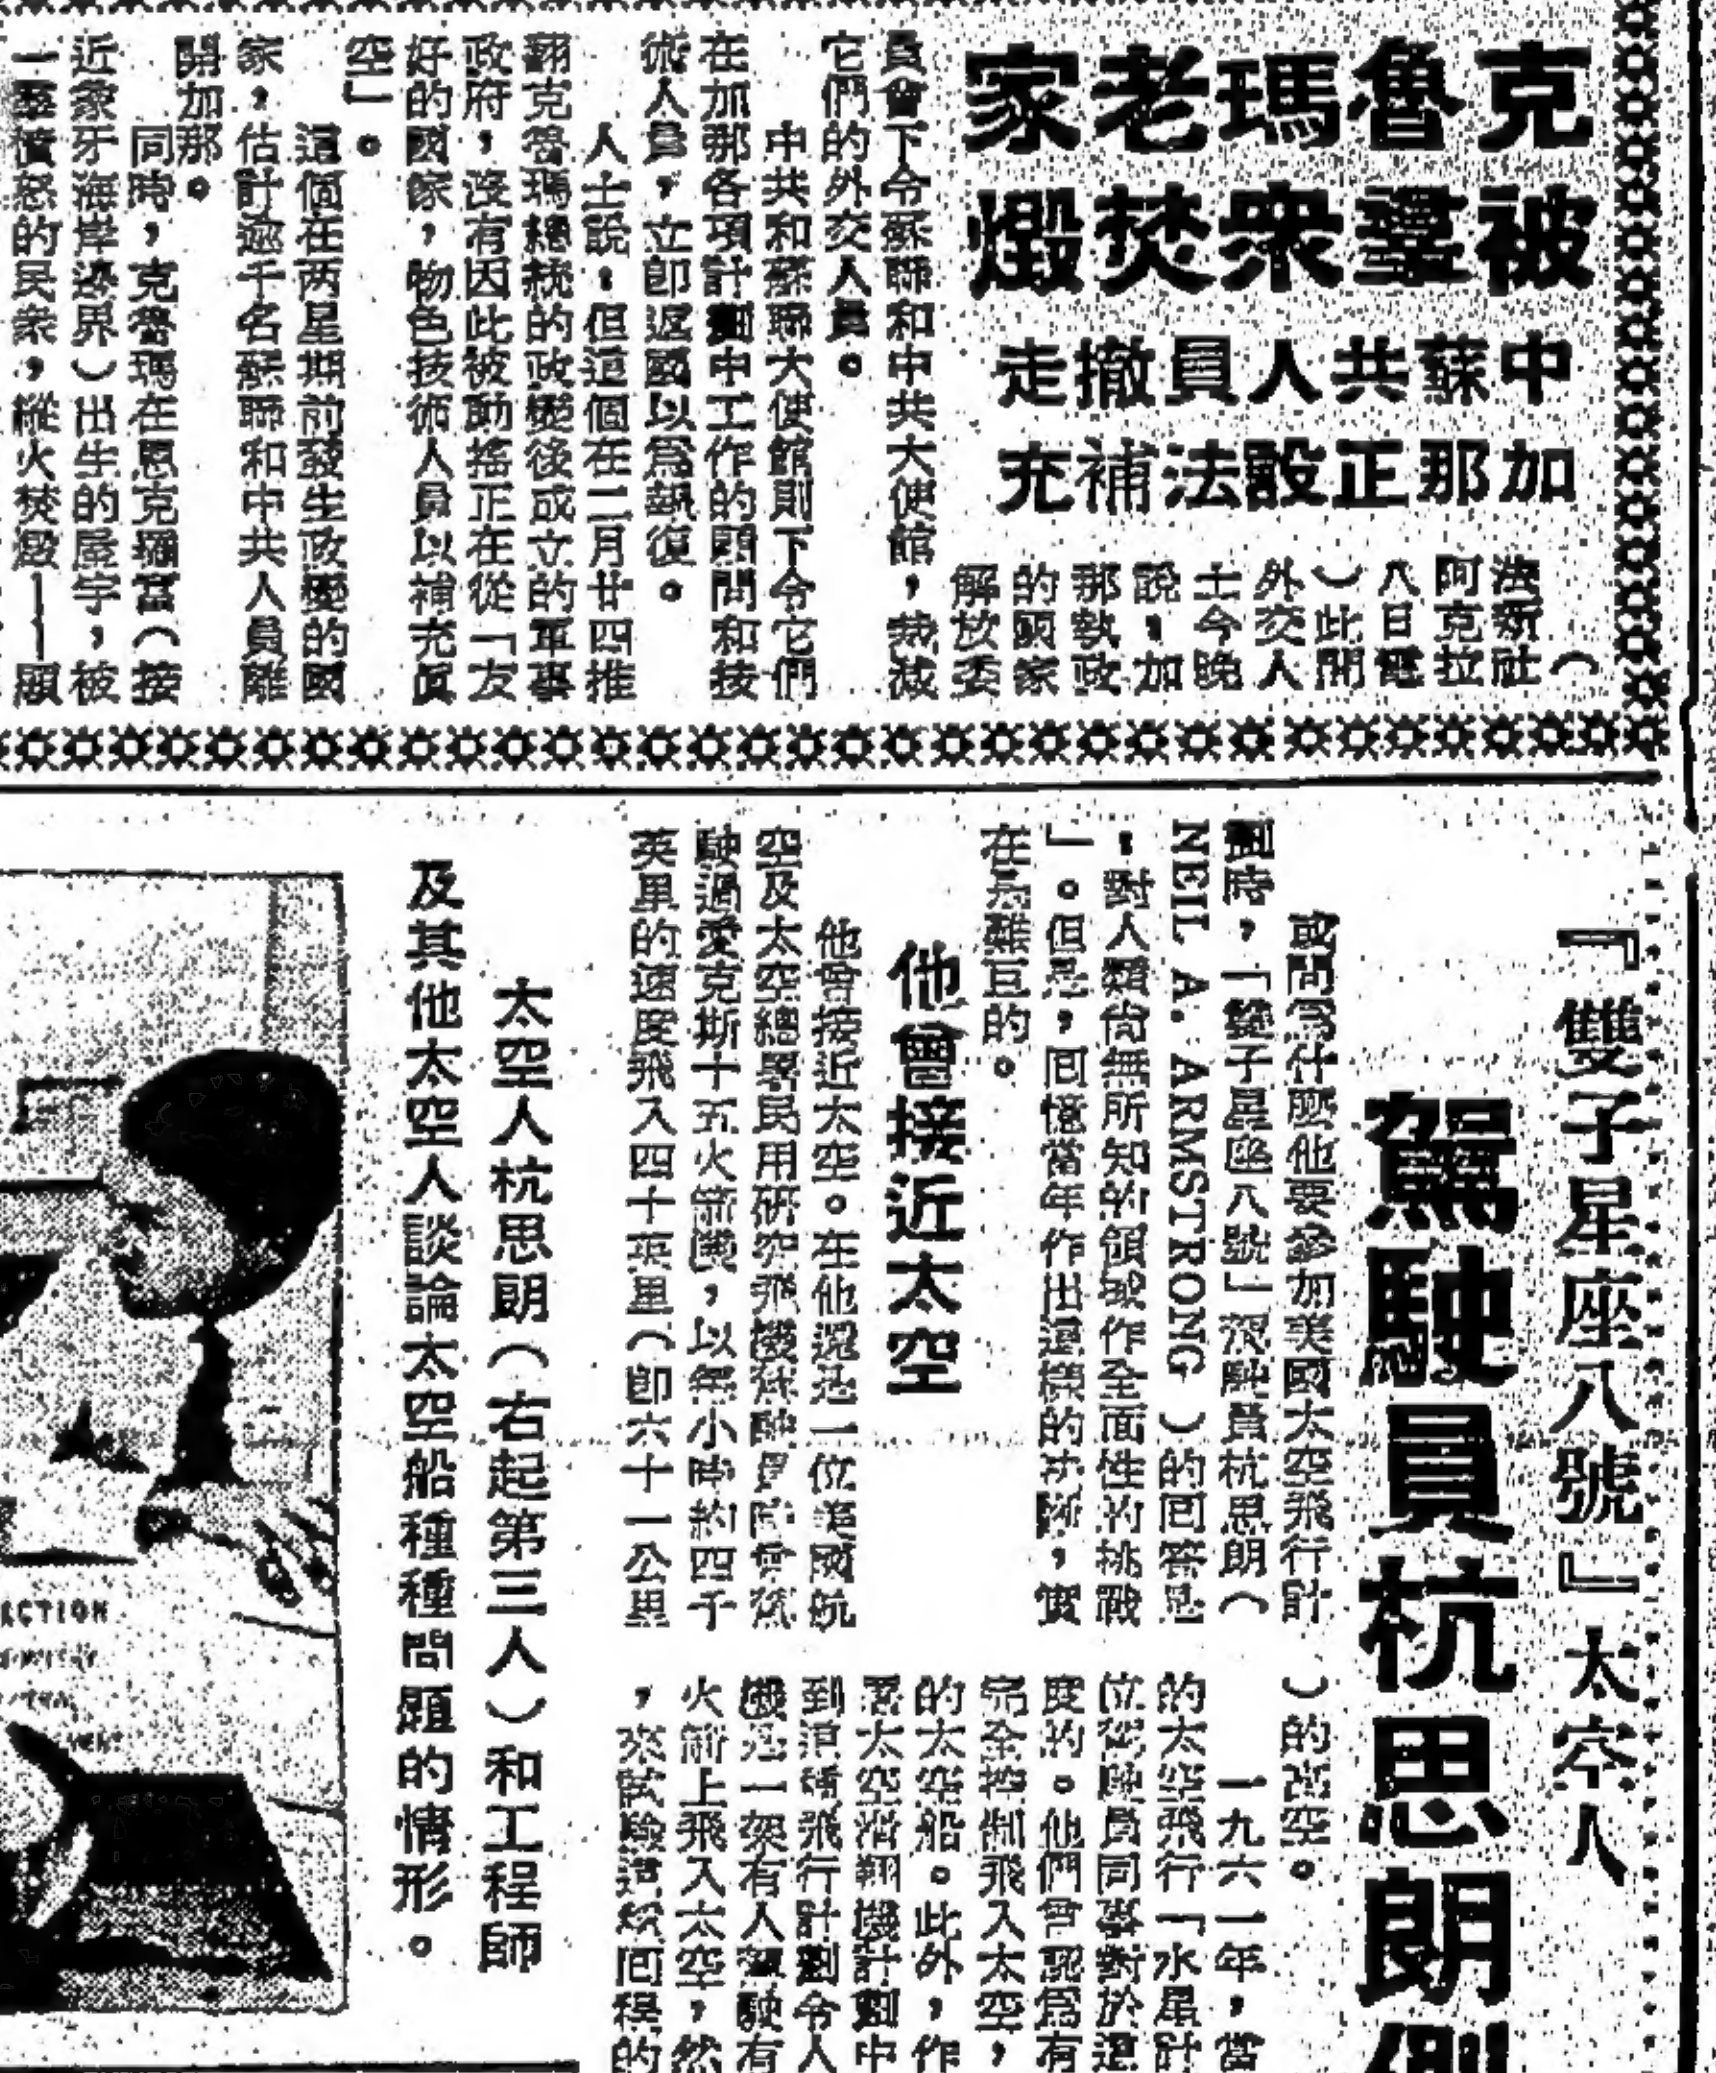 克魯瑪老家
被羣衆焚燬
中蘇共人員撤走
加那正設法補充
（法新社阿克拉八日電）此間外交人士今晚說，加那執政的國家解放委
員會下令蘇聯和中共大使館，裁減
它們的外交人員。
中共和蘇聯大使館則下令它們
在加那各項計劃中工作的顧問和技
術人員，立卽返國以爲報復。
人士說：但這個在二月廿四推
翻克魯瑪總統的政變後成立的軍事
政府，沒有因此被動搖正在從「友
好的國家，物色技術人員以補充眞
空」。
這個在两星期前發生政變的國
家，估計逾千名蘇聯和中共人員離
開加那。
同時，克魯瑪在恩克（接
近象牙海岸邊界）出生的屋宇，被
一羣積怒的民衆，縱火焚燬——顯
『雙子星座八號』太空人
駕駛員杭思朗側
或問爲什麽他要參加美國太空飛行計
劃時，「雙子星座八號」駕駛員杭思朗（
NEIL A. ARMSTRONG）的回答是
：對人類尙無所知的領域作全面性的挑戰
」。但是，回憶當年作出這樣的決斷，實
在是難巨的。
他曾接近太空
他曾接近太空。在他還是一位美國航
空及太空總署民用研究飛機駕駛員時曾駕
駛過愛克斯十五火箭機，以每小時約四千
英里的速度飛入四十英里（卽六十一公里
）的高空。
一九六一年，當
的太空飛行「水星計
位駕駛員同事對於這
度的。他們曾認爲有
完全控制飛入太空，
的太空船。此外，作
太空滑翔機計劃中
到這種飛行計劃令人
機是一架有人駕駛有
火箭上飛入太空，然
，來試驗這類回程的
太空人杭思朗（右起第三人）和工程師
及其他太空人談論太空船種種問題的情形。
ACTION